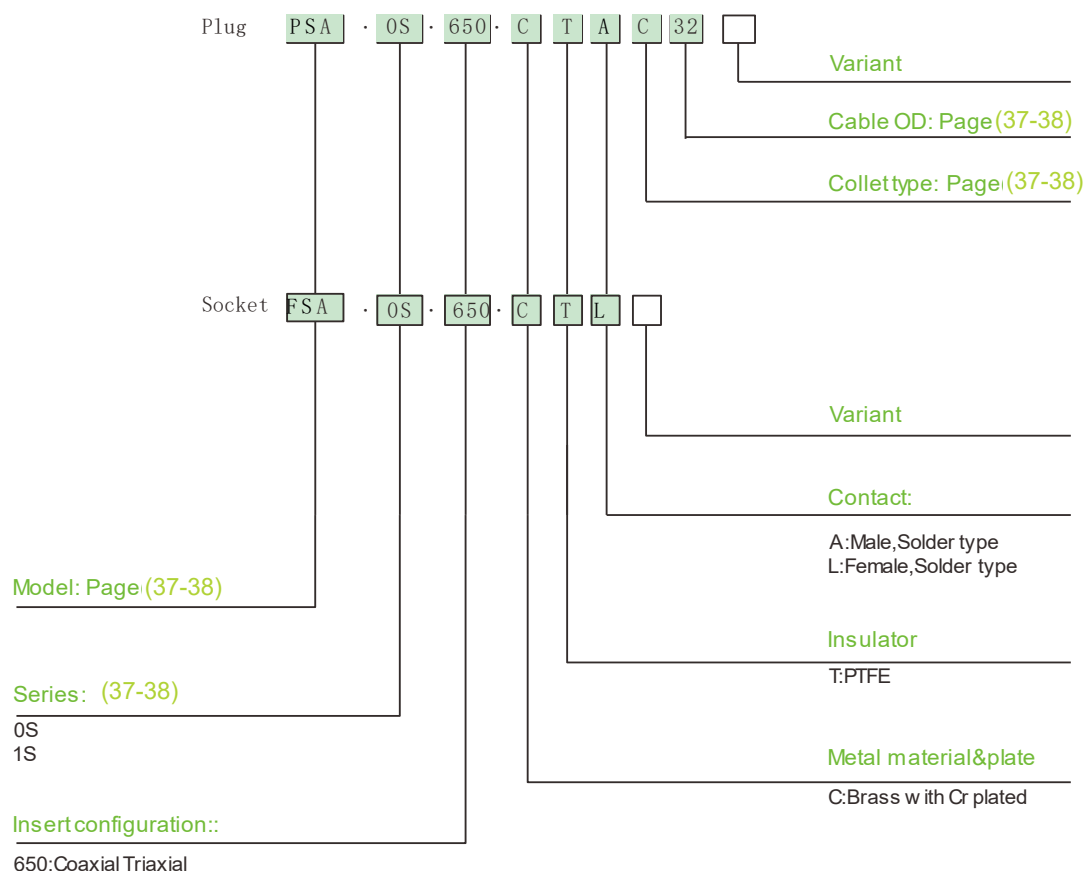 Plug PSA · 0S · 650 · C T A C 32
Variant
Cable OD: Page (37-38)
Collet type: Page (37-38)
Socket FSA · 0S · 650 · C T L
Variant
Contact:
A:Male,Solder type
L:Female,Solder type
Model: Page (37-38)
Insulator
T:PTFE
Series: (37-38)
0S
1S
Metal material&plate
C:Brass with Cr plated
Insert configuration::
650:Coaxial Triaxial